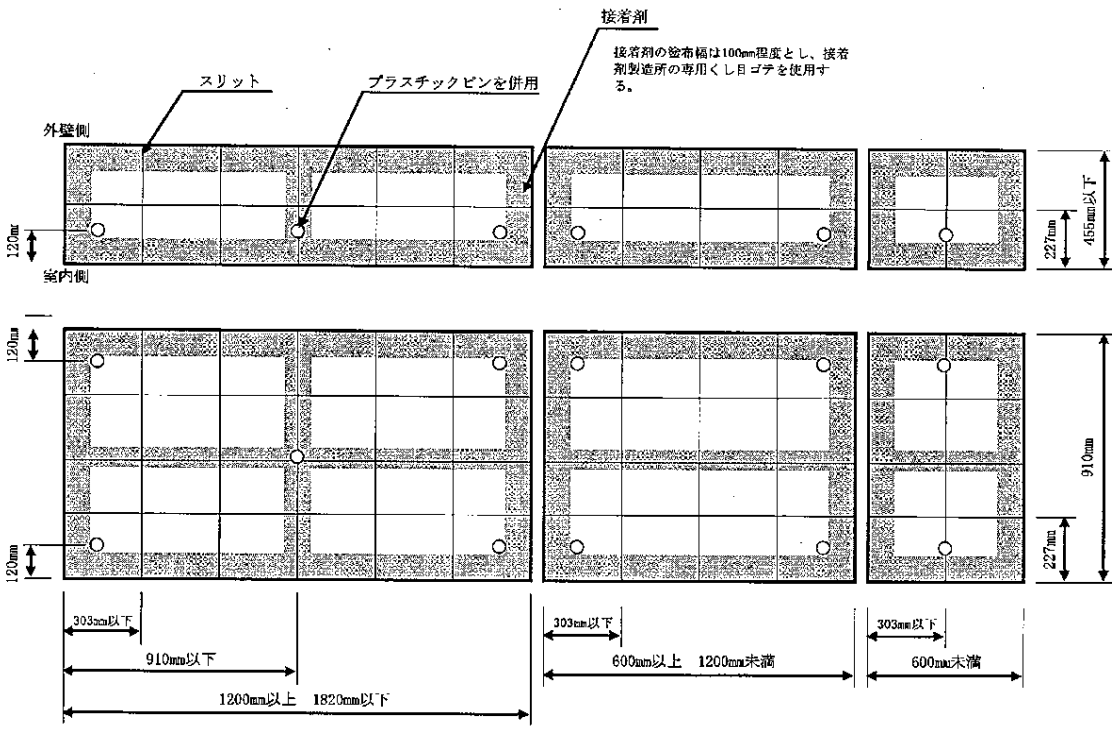 接着剤
接着剤の塗布幅は100mm程度とし、接着
剤製造所の専用くし目ゴテを使用す
る。
スリット
プラスチックピンを併用
外壁側
120mm
室内側
227mm
455mm以下
120mm
120mm
910mm
227mm
303mm以下
303mm以下
303mm以下
910mm以下
600mm以上 1200mm未満
600mm未満
1200mm以上 1820mm以下